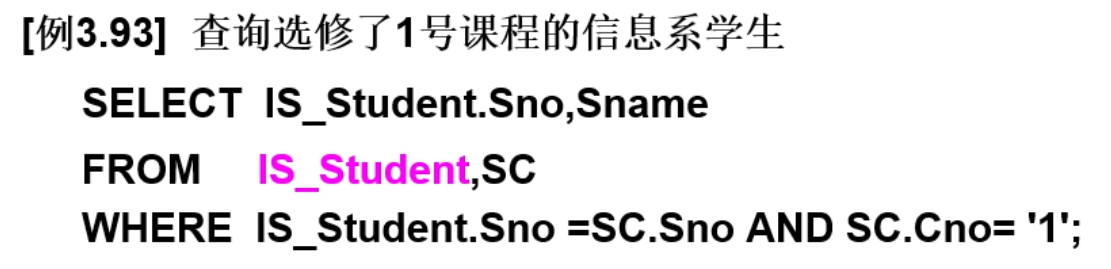 [例3.93] 查询选修了1号课程的信息系学生
SELECT IS_Student.Sno,Sname
FROM IS_Student,SC
WHERE IS_Student.Sno =SC.Sno AND SC.Cno= '1';